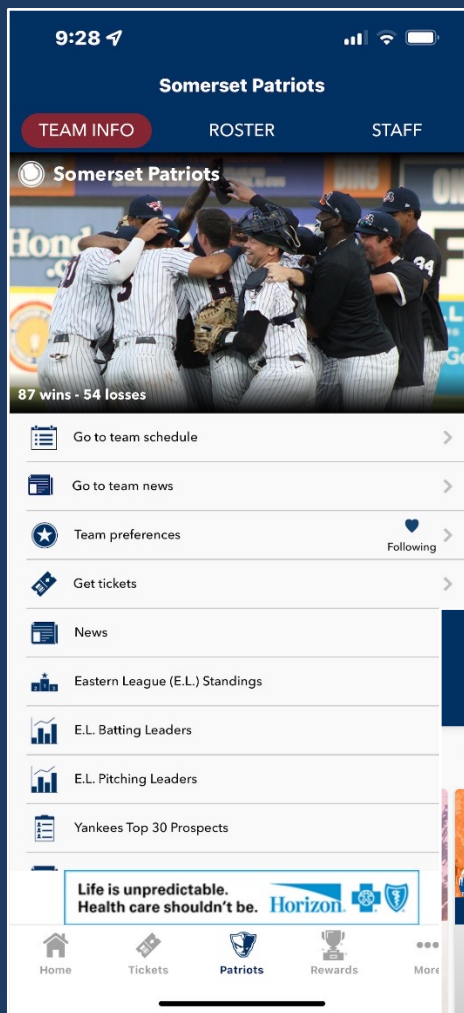 9:28
Somerset Patriots
TEAM INFO ROSTER STAFF
Somerset Patriots
87 wins - 54 losses
Go to team schedule
Go to team news
Team preferences
Following
Get tickets
News
Eastern League (E.L.) Standings
E.L. Batting Leaders
E.L. Pitching Leaders
Yankees Top 30 Prospects
Life is unpredictable.
Health care shouldn't be. Horizon
Home Tickets Patriots Rewards More